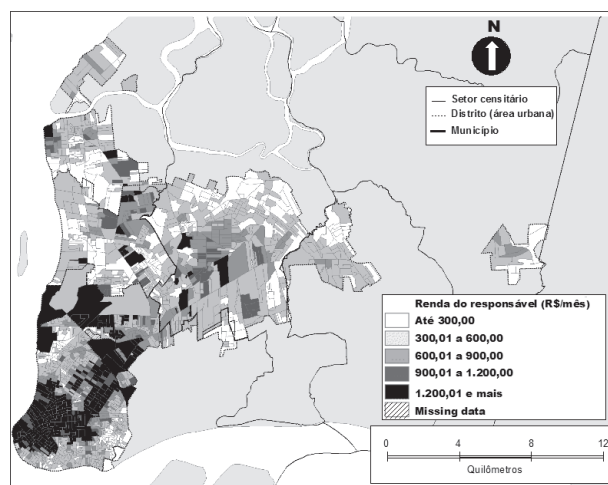 N
Setor censitário
Distrito (área urbana)
Município
Renda do responsável (R$/mês)
Até 300,00
300,01 a 600,00
600,01 a 900,00
900,01 a 1.200,00
1.200,01 e mais
Missing data
0 4 8 12
Quilômetros